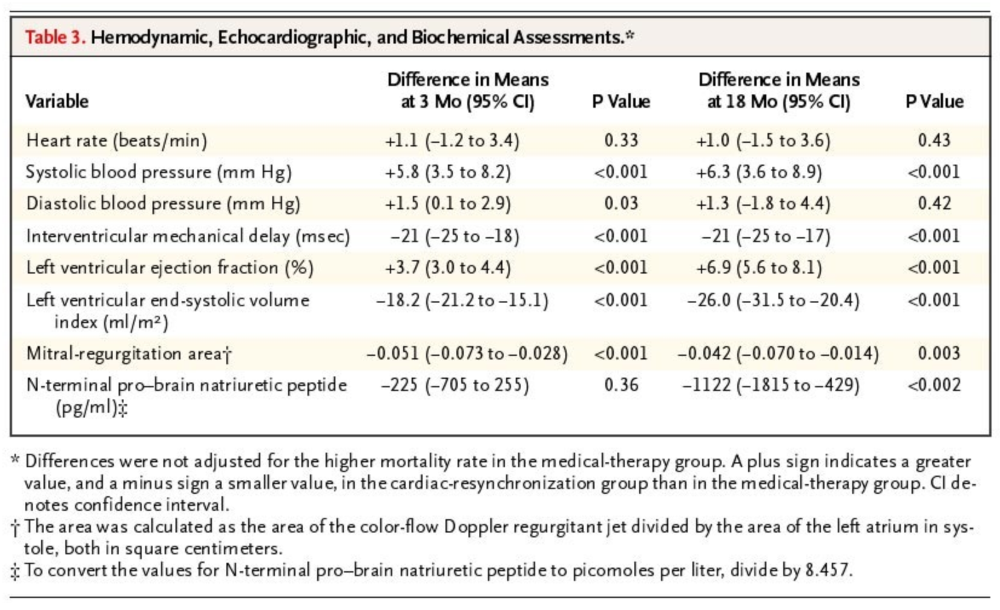 Table 3. Hemodynamic, Echocardiographic, and Biochemical Assessments.*
Variable Difference in Means at 3 Mo (95% CI) P Value Difference in Means at 18 Mo (95% CI) P Value
Heart rate (beats/min) +1.1 (–1.2 to 3.4) 0.33 +1.0 (–1.5 to 3.6) 0.43
Systolic blood pressure (mm Hg) +5.8 (3.5 to 8.2) <0.001 +6.3 (3.6 to 8.9) <0.001
Diastolic blood pressure (mm Hg) +1.5 (0.1 to 2.9) 0.03 +1.3 (–1.8 to 4.4) 0.42
Interventricular mechanical delay (msec) –21 (–25 to –18) <0.001 –21 (–25 to –17) <0.001
Left ventricular ejection fraction (%) +3.7 (3.0 to 4.4) <0.001 +6.9 (5.6 to 8.1) <0.001
Left ventricular end-systolic volume –18.2 (–21.2 to –15.1) <0.001 –26.0 (–31.5 to –20.4) <0.001
index (ml/m²)
Mitral-regurgitation area† –0.051 (–0.073 to –0.028) <0.001 –0.042 (–0.070 to –0.014) 0.003
N-terminal pro–brain natriuretic peptide –225 (–705 to 255) 0.36 –1122 (–1815 to –429) <0.002
(pg/ml)‡
* Differences were not adjusted for the higher mortality rate in the medical-therapy group. A plus sign indicates a greater
value, and a minus sign a smaller value, in the cardiac-resynchronization group than in the medical-therapy group. CI de-
notes confidence interval.
† The area was calculated as the area of the color-flow Doppler regurgitant jet divided by the area of the left atrium in sys-
tole, both in square centimeters.
‡ To convert the values for N-terminal pro–brain natriuretic peptide to picomoles per liter, divide by 8.457.